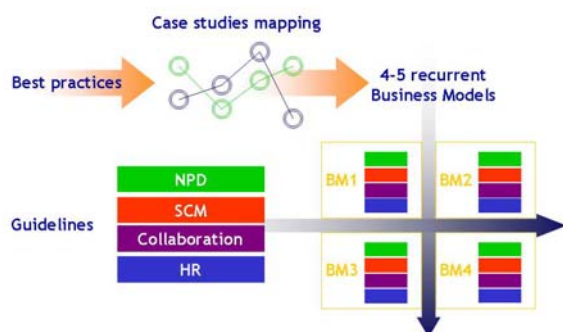 Case studies mapping
Best practices
4-5 recurrent
Business Models
NPD
SCM
Collaboration
HR
Guidelines
BM1
BM2
BM3
BM4